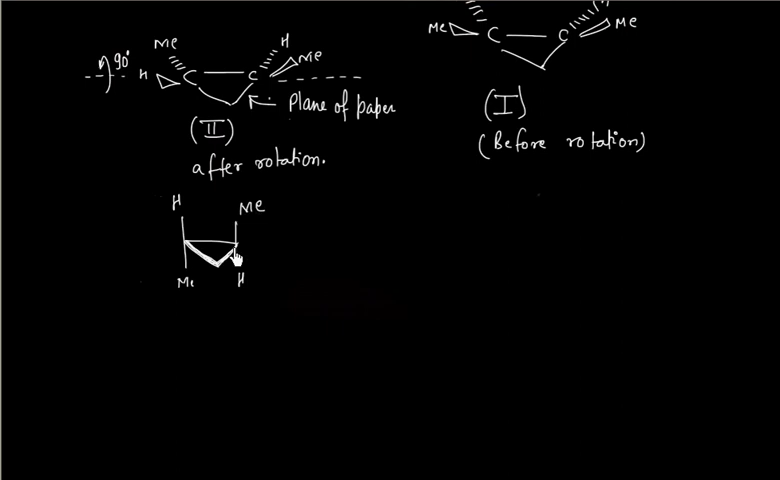 Me H
90° H C C Me
Plane of paper
(II)
after rotation.
Me C C Me
(I)
(Before rotation)
H Me
Me H